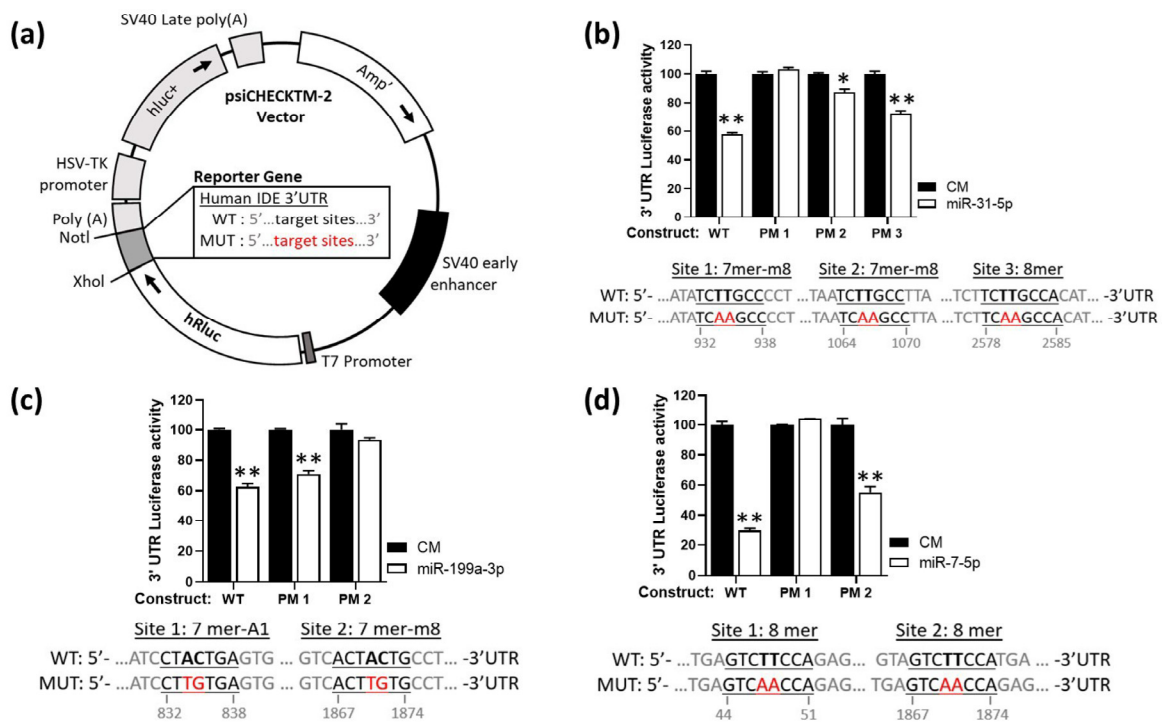 (a)
SV40 Late poly(A)
hluc+
Amp'
psiCHECKTM-2
Vector
HSV-TK
promoter
Poly (A)
NotI
XhoI
Reporter Gene
Human IDE 3'UTR
WT : 5'...target sites...3'
MUT: 5'...target sites...3'
SV40 early
enhancer
hRluc
T7 Promoter
(b)
3' UTR Luciferase activity
120
100
80
60
40
20
0
**
*
**
CM
miR-31-5p
Construct: WT PM 1 PM 2 PM 3
Site 1: 7mer-m8 Site 2: 7mer-m8 Site 3: 8mer
WT: 5'- ...ATATCTTGCCCCT ...TAATCTTGCCTTA ...TCTTTCTTGCCACAT... -3'UTR
MUT: 5'- ...ATATCAAGCCCCT ...TAATCAAGCCTTA ...TCTTTCAAGCCACAT... -3'UTR
932 938 1064 1070 2578 2585
(c)
3' UTR Luciferase activity
120
100
80
60
40
20
0
**
**
CM
miR-199a-3p
Construct: WT PM 1 PM 2
Site 1: 7 mer-A1 Site 2: 7 mer-m8
WT: 5'- ...ATCCTACTGAGTG ... GTCACTACTGCCT... -3'UTR
MUT: 5'- ...ATCCTTGTGAGTG ... GTCACTTGTGCCT... -3'UTR
832 838 1867 1874
(d)
3' UTR Luciferase activity
120
100
80
60
40
20
0
**
**
CM
miR-7-5p
Construct: WT PM 1 PM 2
Site 1: 8 mer Site 2: 8 mer
WT: 5'- ...TGAGTCTTCCAGAG... GTAGTCTTCCATGA... -3'UTR
MUT: 5'- ...TGAGTCAACCAGAG... TGAGTCAACCAGAG... -3'UTR
44 51 1867 1874